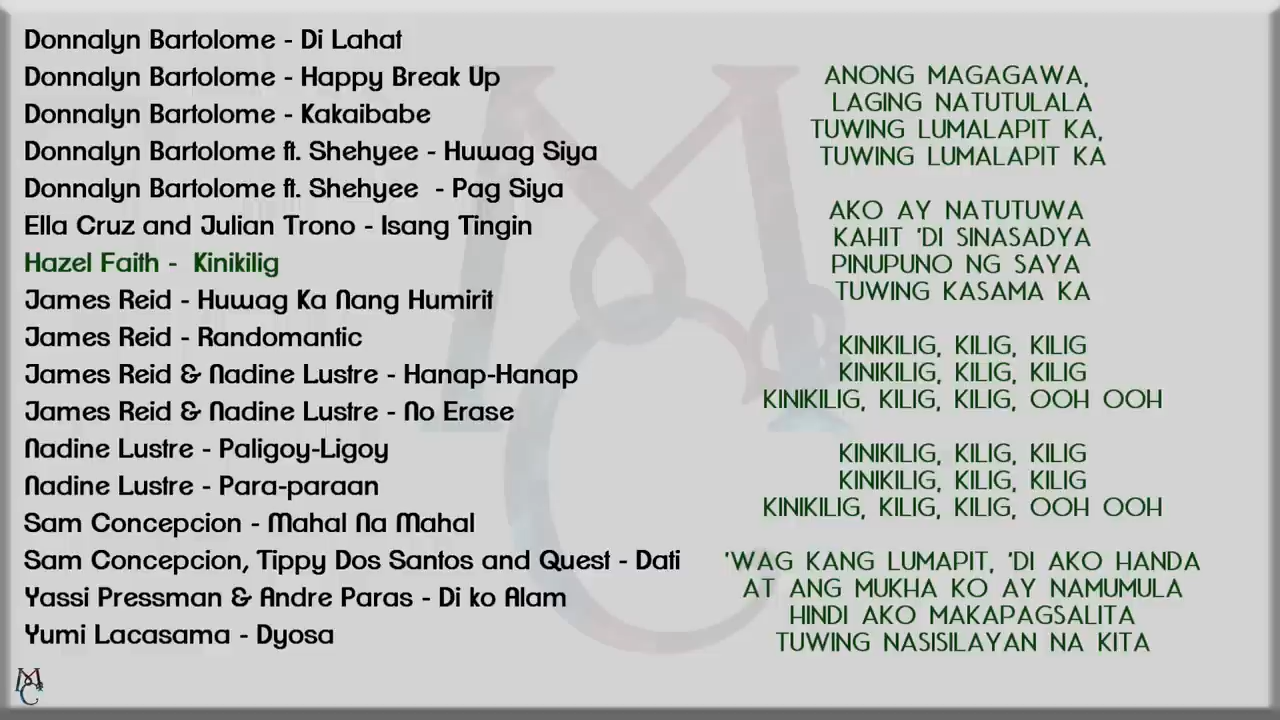 Donnalyn Bartolome - Di Lahat
Donnalyn Bartolome - Happy Break Up
Donnalyn Bartolome - Kakaibabe
Donnalyn Bartolome ft. Shehyee - Huwag Siya
Donnalyn Bartolome ft. Shehyee - Pag Siya
Ella Cruz and Julian Trono - Isang Tingin
Hazel Faith - Kinikilig
James Reid - Huwag Ka Nang Humirit
James Reid - Randomantic
James Reid & Nadine Lustre - Hanap-Hanap
James Reid & Nadine Lustre - No Erase
Nadine Lustre - Paligoy-Ligoy
Nadine Lustre - Para-paraan
Sam Concepcion - Mahal Na Mahal
Sam Concepcion, Tippy Dos Santos and Quest - Dati
Yassi Pressman & Andre Paras - Di ko Alam
Yumi Lacasama - Dyosa
ANONG MAGAGAWA,
LAGING NATUTULALA
TUWING LUMALAPIT KA,
TUWING LUMALAPIT KA
AKO AY NATUTUWA
KAHIT 'DI SINASADYA
PINUPUNO NG SAYA
TUWING KASAMA KA
KINIKILIG, KILIG, KILIG
KINIKILIG, KILIG, KILIG
KINIKILIG, KILIG, KILIG, OOH OOH
KINIKILIG, KILIG, KILIG
KINIKILIG, KILIG, KILIG
KINIKILIG, KILIG, KILIG, OOH OOH
'WAG KANG LUMAPIT, 'DI AKO HANDA
AT ANG MUKHA KO AY NAMUMULA
HINDI AKO MAKAPAGSALITA
TUWING NASISILAYAN NA KITA
MC